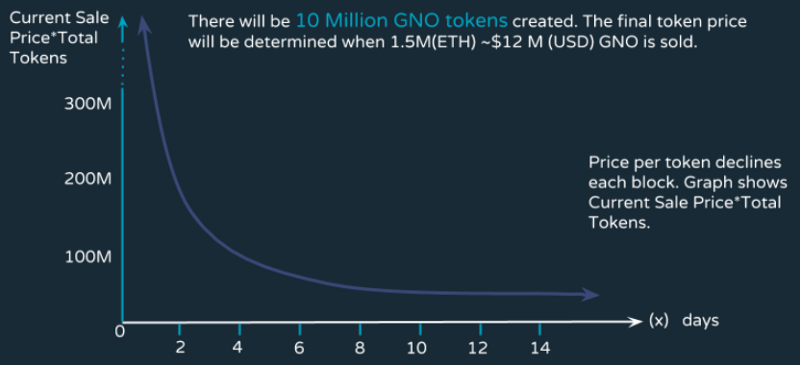 Current Sale
Price*Total
Tokens
There will be 10 Million GNO tokens created. The final token price
will be determined when 1.5M(ETH) ~$12 M (USD) GNO is sold.
300M
200M
100M
Price per token declines
each block. Graph shows
Current Sale Price*Total
Tokens.
0
2
4
6
8
10
12
14
(x) days